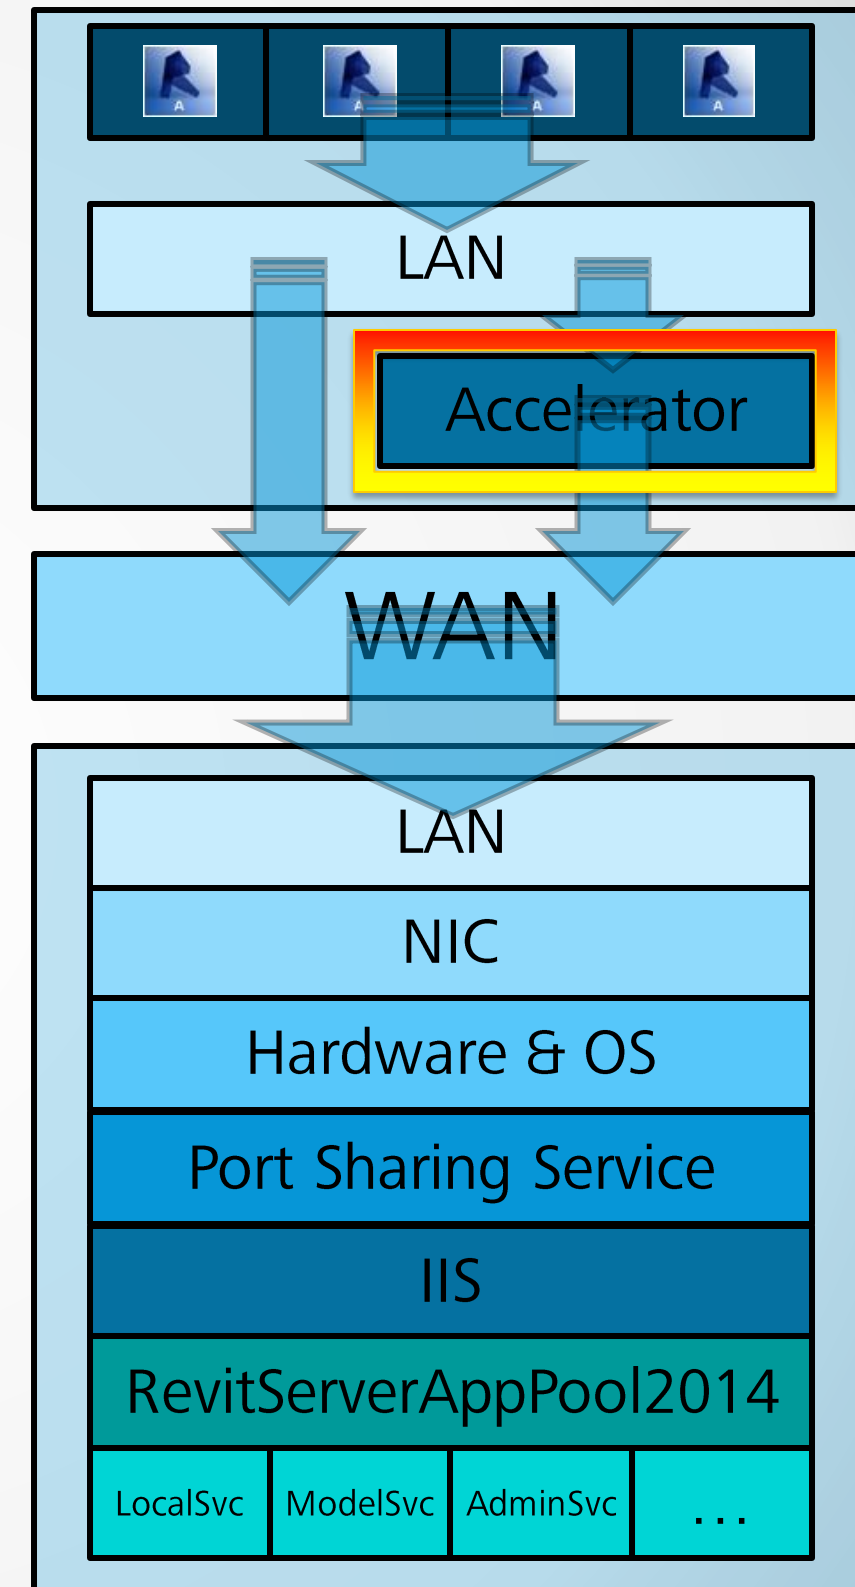 A A A A
LAN
Accelerator
WAN
LAN
NIC
Hardware & OS
Port Sharing Service
IIS
RevitServerAppPool2014
LocalSvc ModelSvc AdminSvc ...